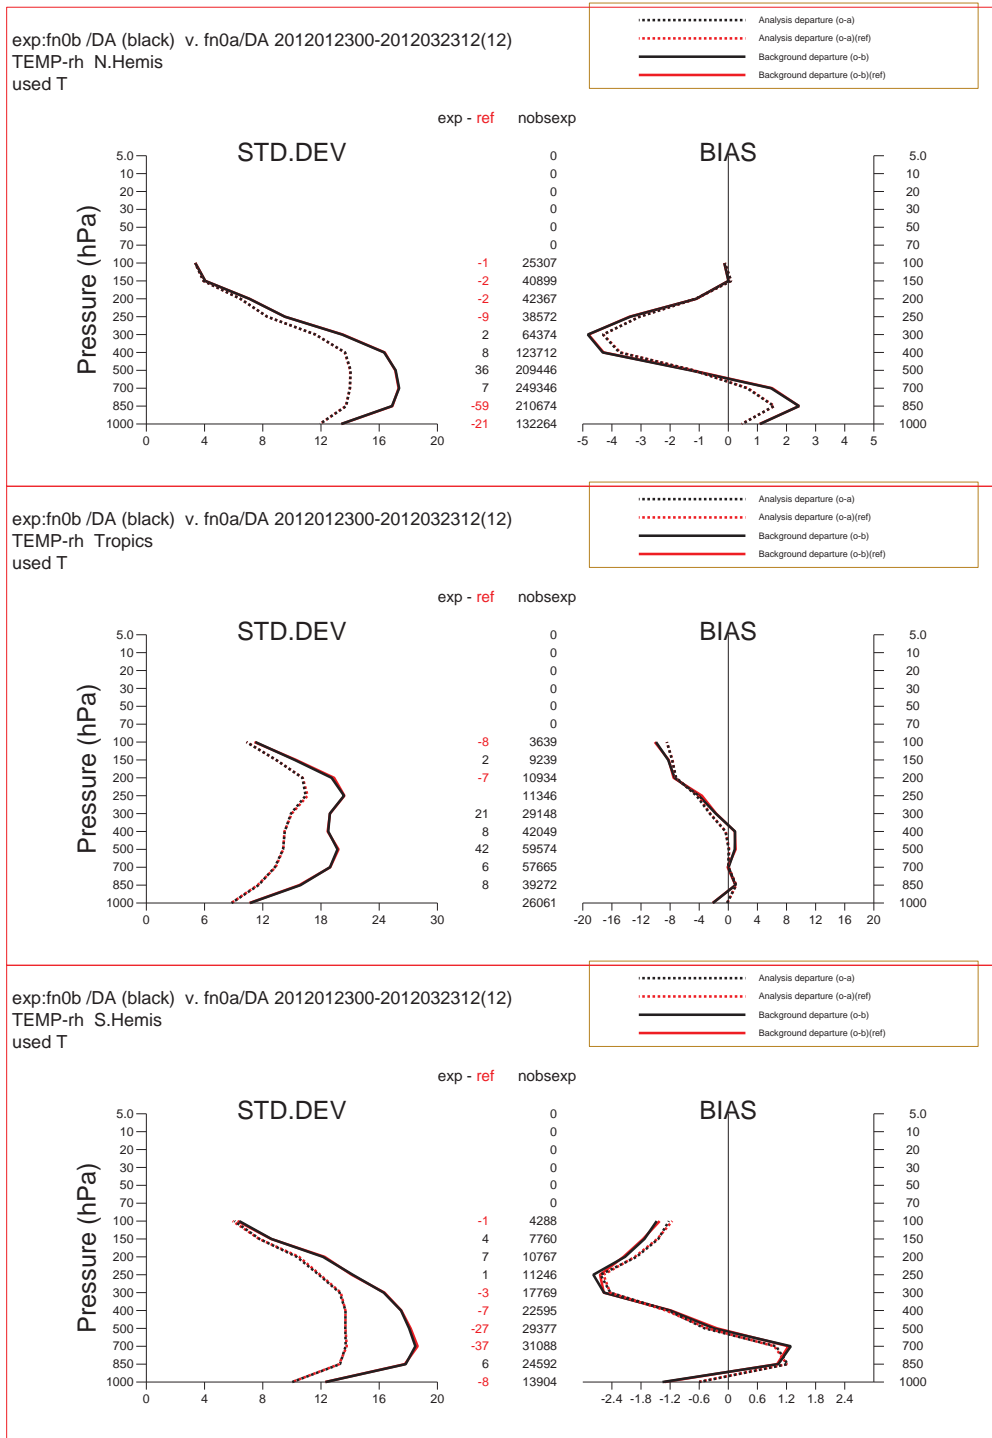 Analysis departure (o-a)
Analysis departure (o-a)(ref)
Background departure (o-b)
Background departure (o-b)(ref)
exp:fn0b /DA (black) v. fn0a/DA 2012012300-2012032312(12)
TEMP-rh N.Hemis
used T
exp - ref nobsexp
STD.DEV BIAS
Pressure (hPa)
5.0 0 5.0
10 0 10
20 0 20
30 0 30
50 0 50
70 0 70
100 -1 25307 100
150 -2 40899 150
200 -2 42367 200
250 -9 38572 250
300 2 64374 300
400 8 123712 400
500 36 209446 500
700 7 249346 700
850 -59 210674 850
1000 -21 132264 1000
0 4 8 12 16 20 -5 -4 -3 -2 -1 0 1 2 3 4 5
Analysis departure (o-a)
Analysis departure (o-a)(ref)
Background departure (o-b)
Background departure (o-b)(ref)
exp:fn0b /DA (black) v. fn0a/DA 2012012300-2012032312(12)
TEMP-rh Tropics
used T
exp - ref nobsexp
STD.DEV BIAS
Pressure (hPa)
5.0 0 5.0
10 0 10
20 0 20
30 0 30
50 0 50
70 0 70
100 -8 3639 100
150 2 9239 150
200 -7 10934 200
250 11346 250
300 21 29148 300
400 8 42049 400
500 42 59574 500
700 6 57665 700
850 8 39272 850
1000 26061 1000
0 6 12 18 24 30 -20 -16 -12 -8 -4 0 4 8 12 16 20
Analysis departure (o-a)
Analysis departure (o-a)(ref)
Background departure (o-b)
Background departure (o-b)(ref)
exp:fn0b /DA (black) v. fn0a/DA 2012012300-2012032312(12)
TEMP-rh S.Hemis
used T
exp - ref nobsexp
STD.DEV BIAS
Pressure (hPa)
5.0 0 5.0
10 0 10
20 0 20
30 0 30
50 0 50
70 0 70
100 -1 4288 100
150 4 7760 150
200 7 10767 200
250 1 11246 250
300 -3 17769 300
400 -7 22595 400
500 -27 29377 500
700 -37 31088 700
850 6 24592 850
1000 -8 13904 1000
0 4 8 12 16 20 -2.4 -1.8 -1.2 -0.6 0 0.6 1.2 1.8 2.4